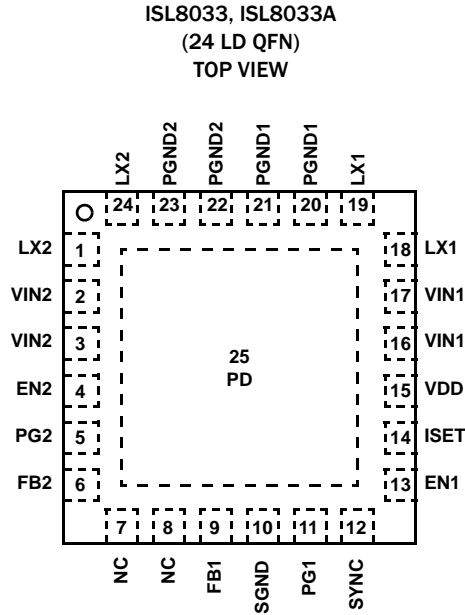 ISL8033, ISL8033A
(24 LD QFN)
TOP VIEW
LX2
PGND2
PGND2
PGND1
PGND1
LX1
24
23
22
21
20
19
LX2 1
18 LX1
VIN2 2
17 VIN1
VIN2 3
16 VIN1
25
PD
EN2 4
15 VDD
PG2 5
14 ISET
FB2 6
13 EN1
7
8
9
10
11
12
NC
NC
FB1
SGND
PG1
SYNC